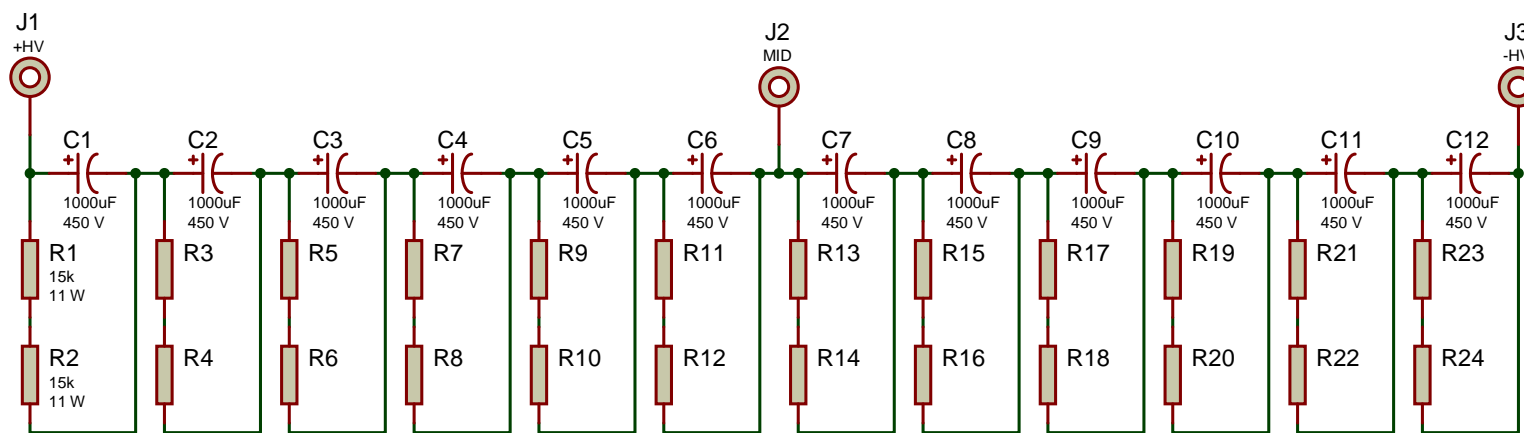 J1
+HV
J2
MID
J3
-HV
C1
C2
C3
C4
C5
C6
C7
C8
C9
C10
C11
C12
1000uF
450 V
1000uF
450 V
1000uF
450 V
1000uF
450 V
1000uF
450 V
1000uF
450 V
1000uF
450 V
1000uF
450 V
1000uF
450 V
1000uF
450 V
1000uF
450 V
1000uF
450 V
R1
15k
11 W
R3
R5
R7
R9
R11
R13
R15
R17
R19
R21
R23
R2
15k
11 W
R4
R6
R8
R10
R12
R14
R16
R18
R20
R22
R24